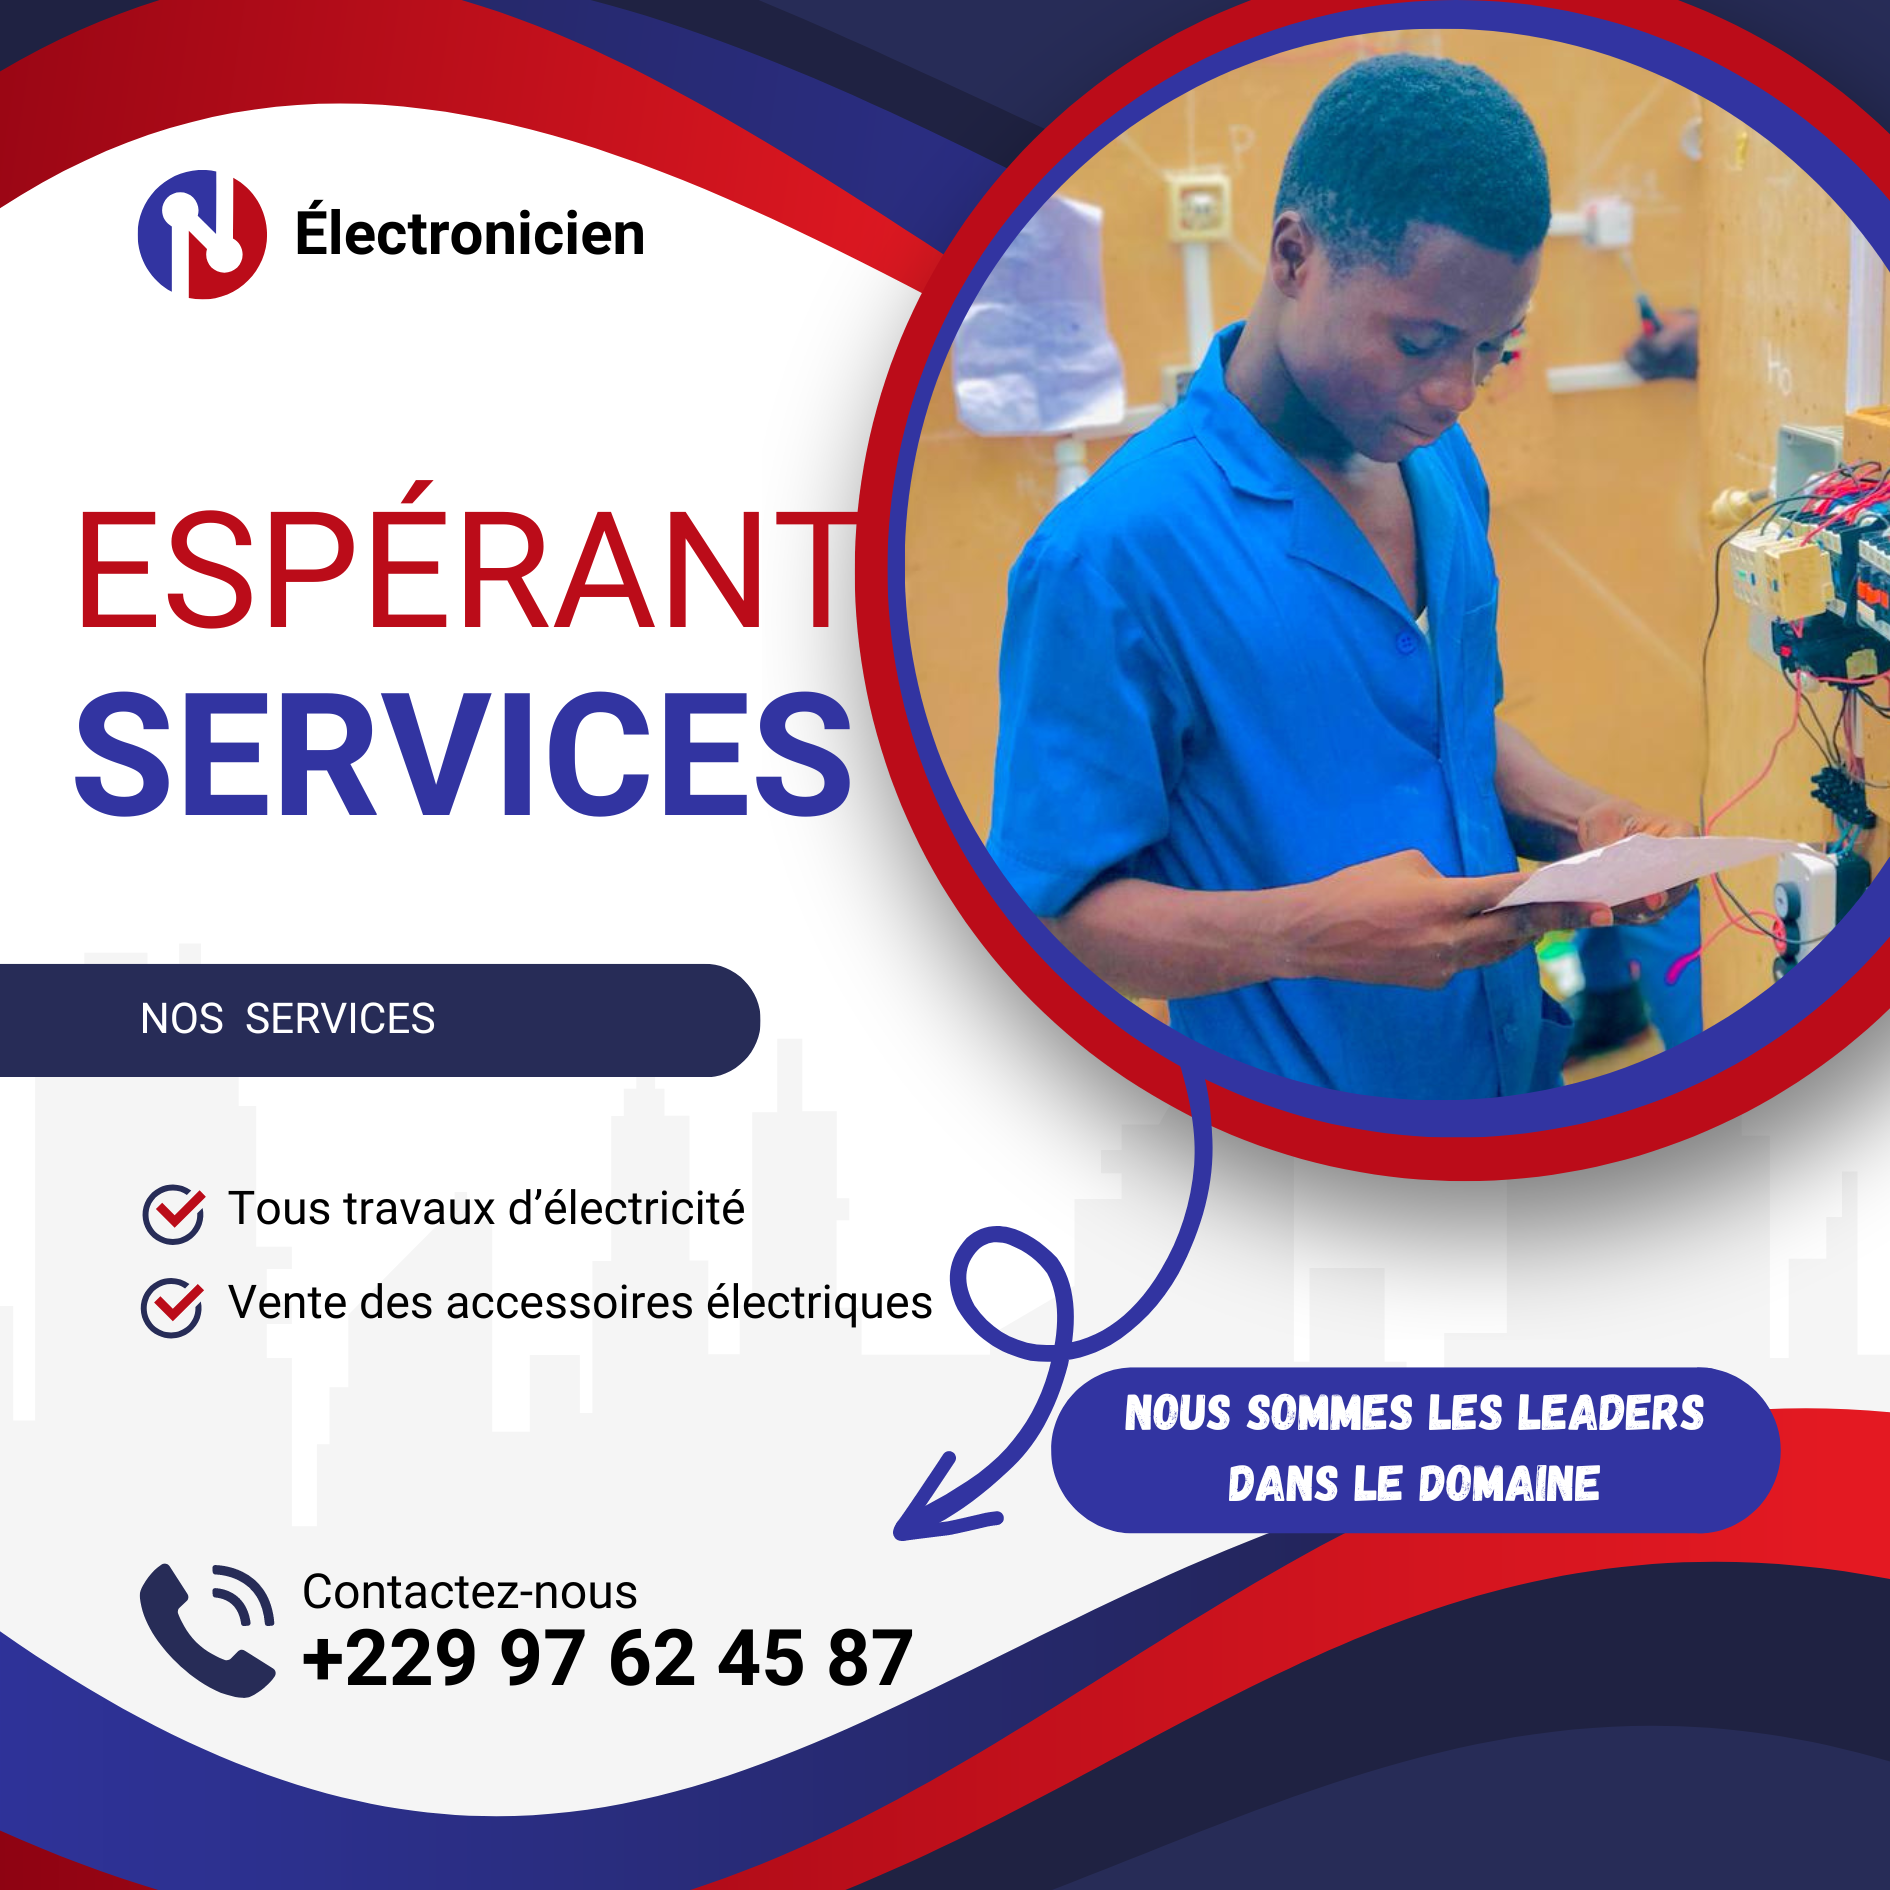 Électronicien
ESPÉRANT
SERVICES
NOS SERVICES
Tous travaux d’électricité
Vente des accessoires électriques
NOUS SOMMES LES LEADERS
DANS LE DOMAINE
Contactez-nous
+229 97 62 45 87